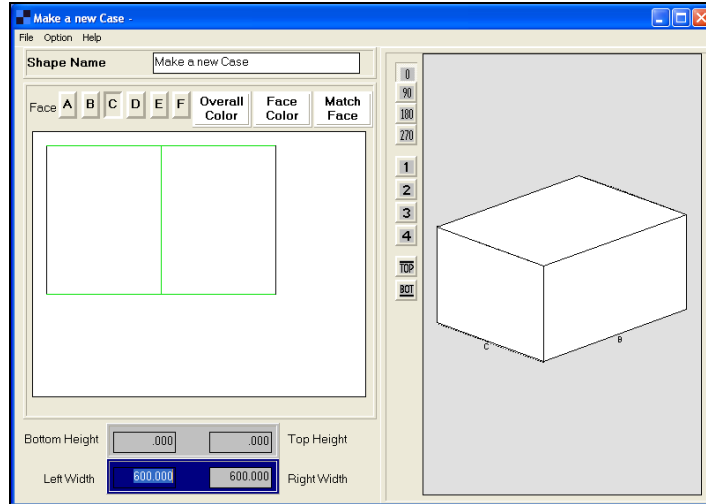 Make a new Case -
File Option Help
Shape Name Make a new Case
Face A B C D E F Overall Color Face Color Match Face
0
90
180
270
1
2
3
4
TOP
BOT
C B
Bottom Height .000 .000 Top Height
Left Width 600.000 600.000 Right Width